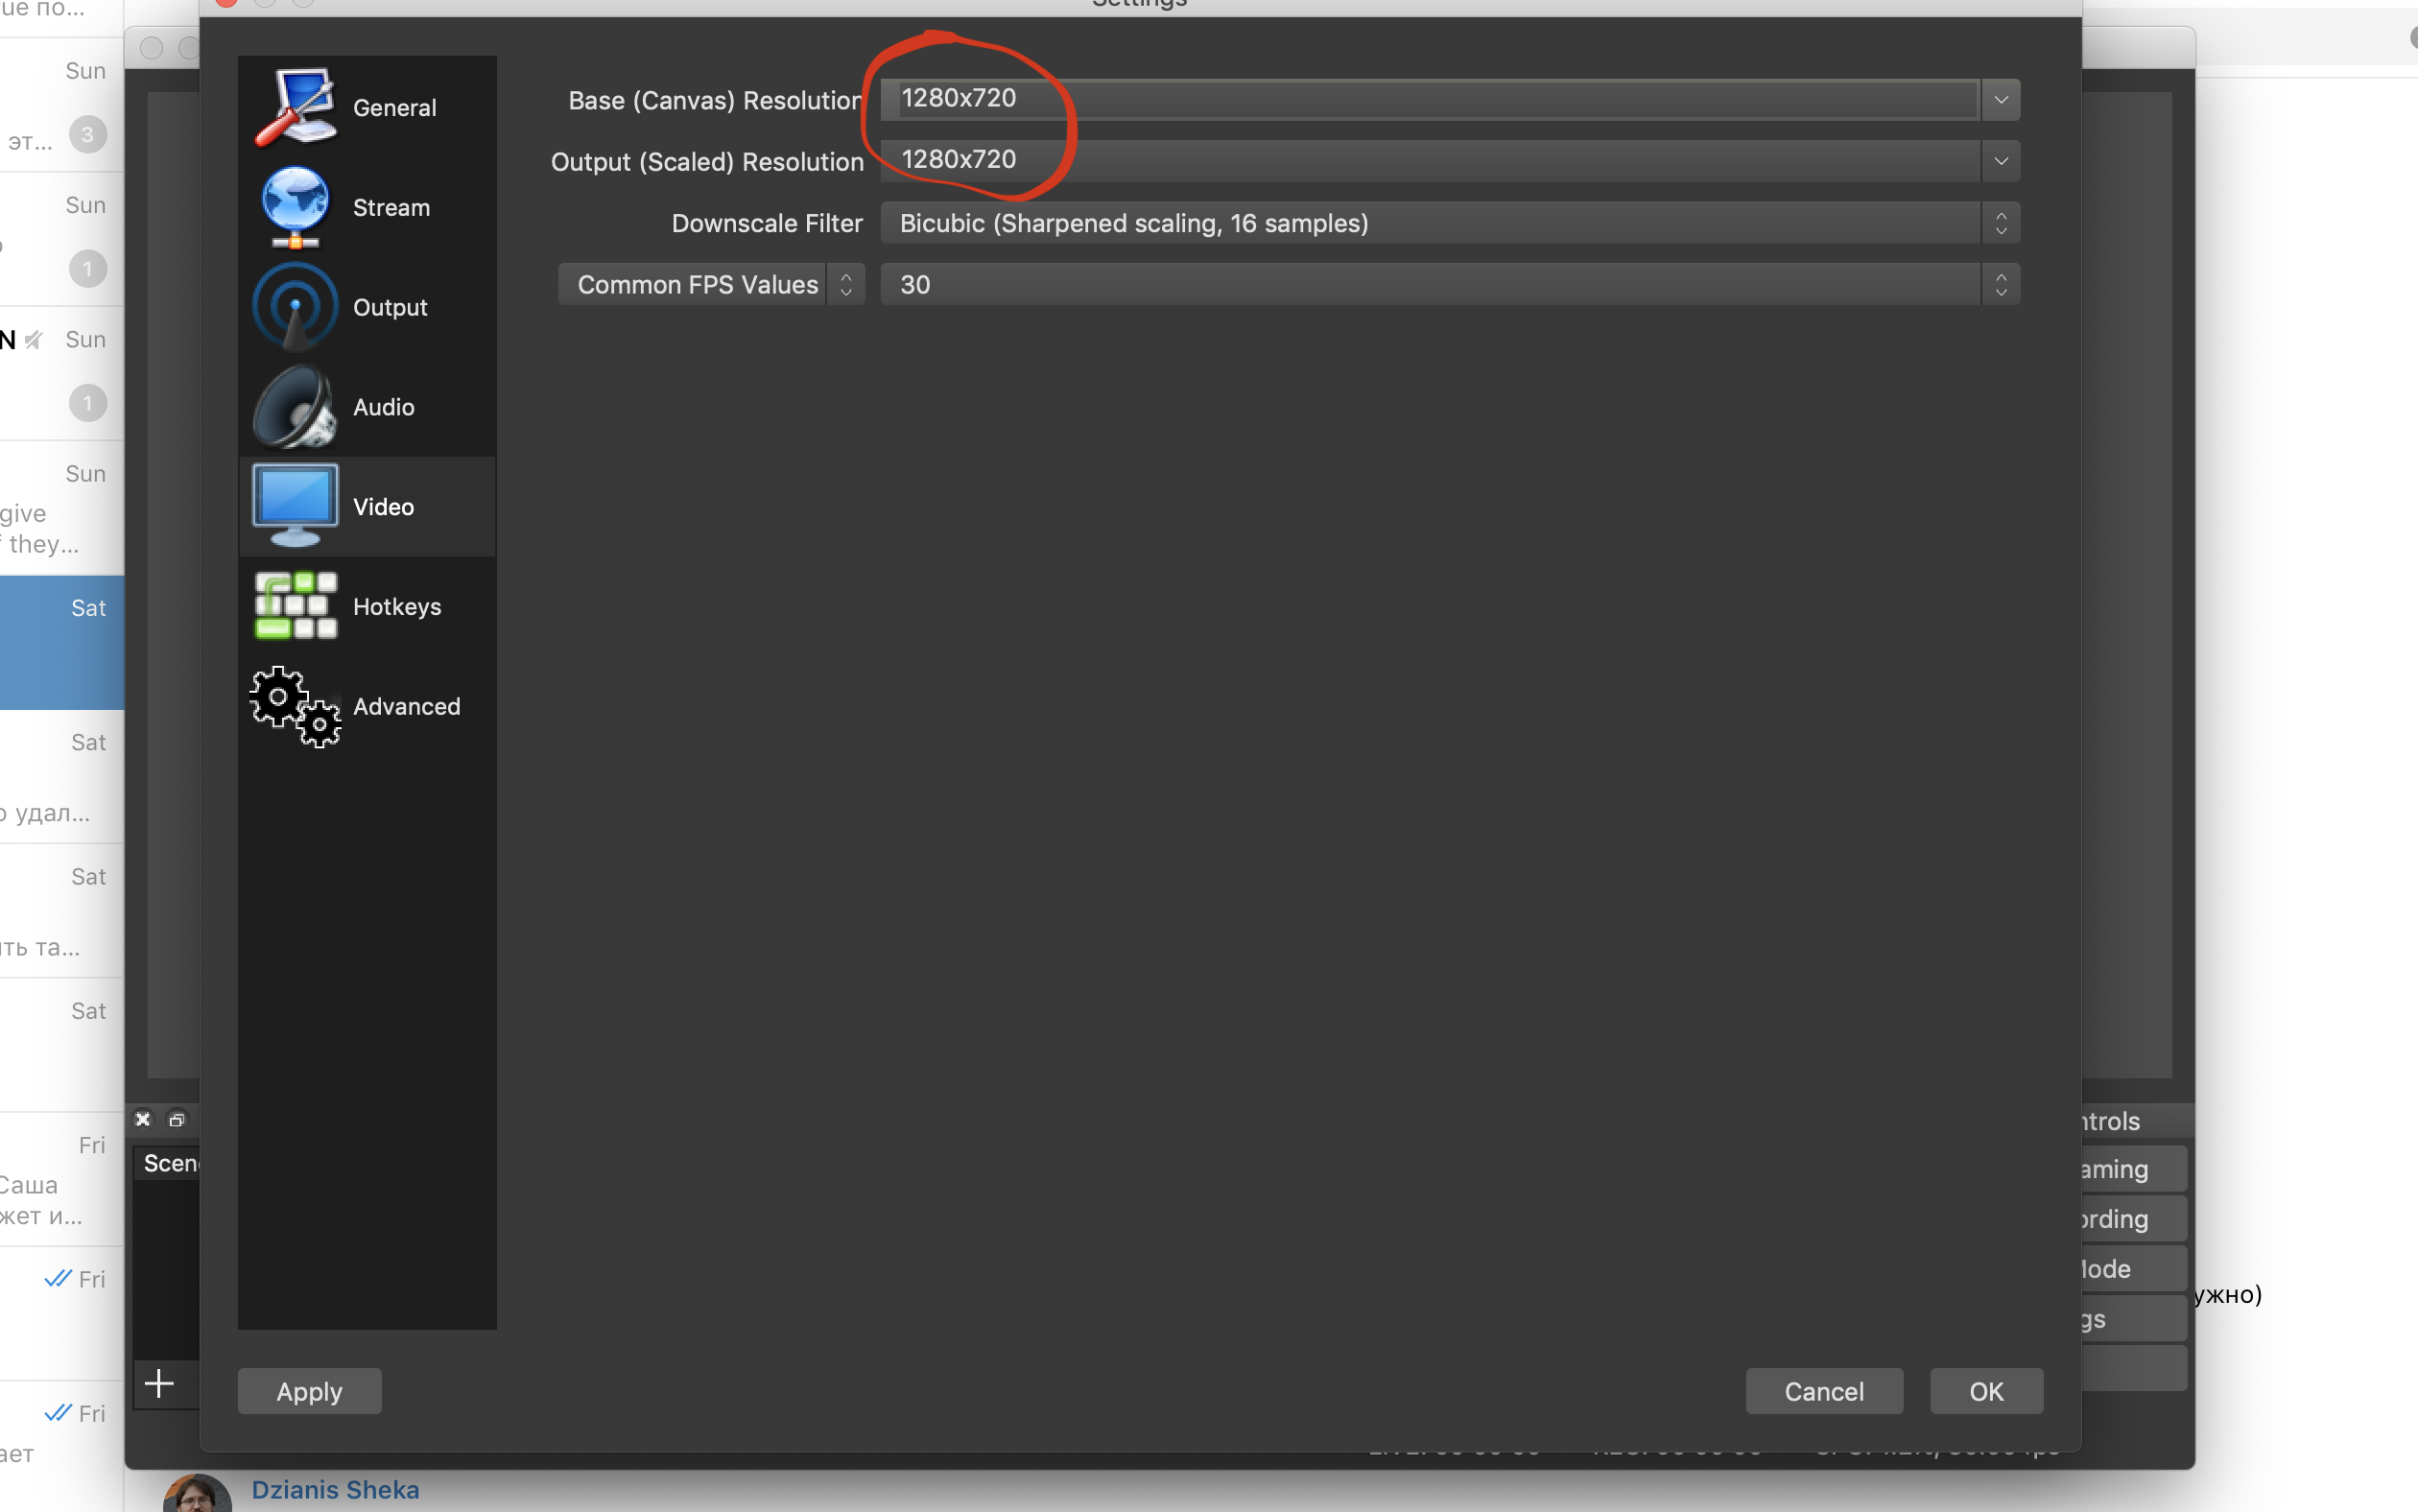 ue по...
Settings
Sun
эт...
3
Sun
1
N
Sun
1
Sun
give
they...
Sat
Sat
удал...
Sat
ть та...
Sat
Fri
Саша
жет и...
Fri
Fri
ает
General
Stream
Output
Audio
Video
Hotkeys
Advanced
Base (Canvas) Resolution
1280x720
Output (Scaled) Resolution
1280x720
Downscale Filter
Bicubic (Sharpened scaling, 16 samples)
Common FPS Values
30
Scen
ntrols
aming
ording
Mode
gs
ужно)
Apply
Cancel
OK
Dzianis Sheka